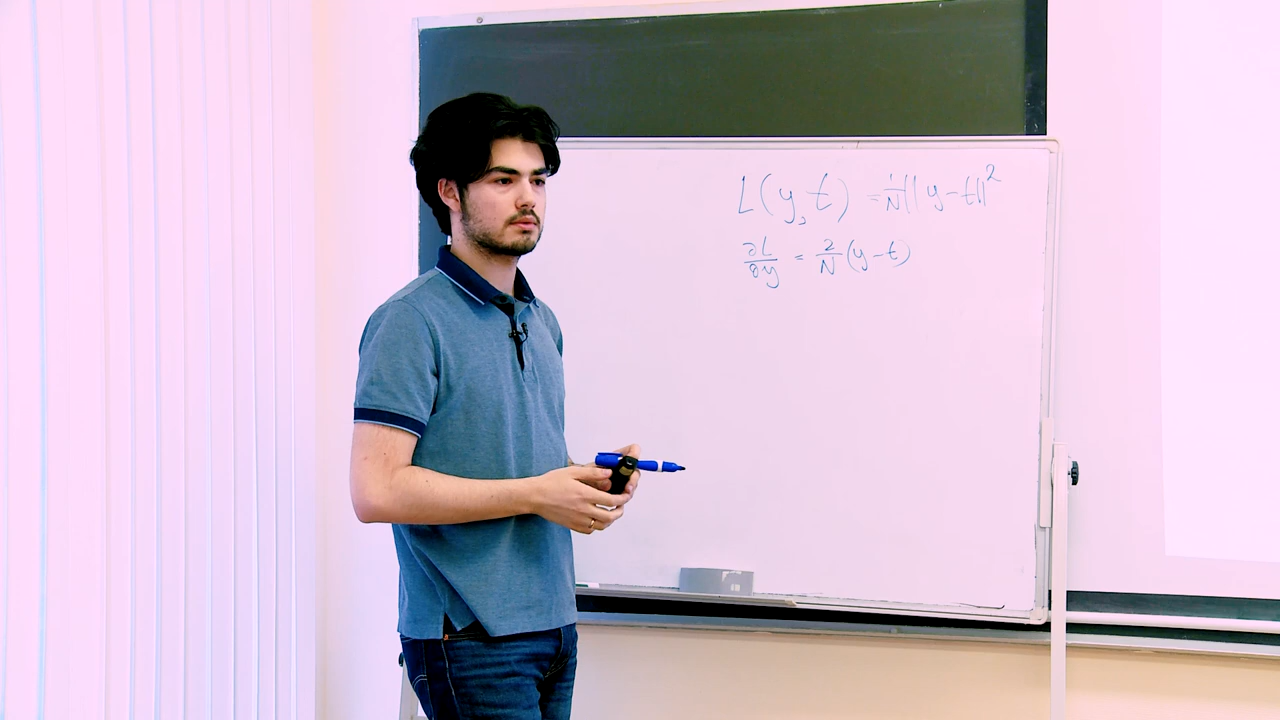 L(y, t) = 1/N ||y - t||²
∂L/∂y = 2/N (y - t)